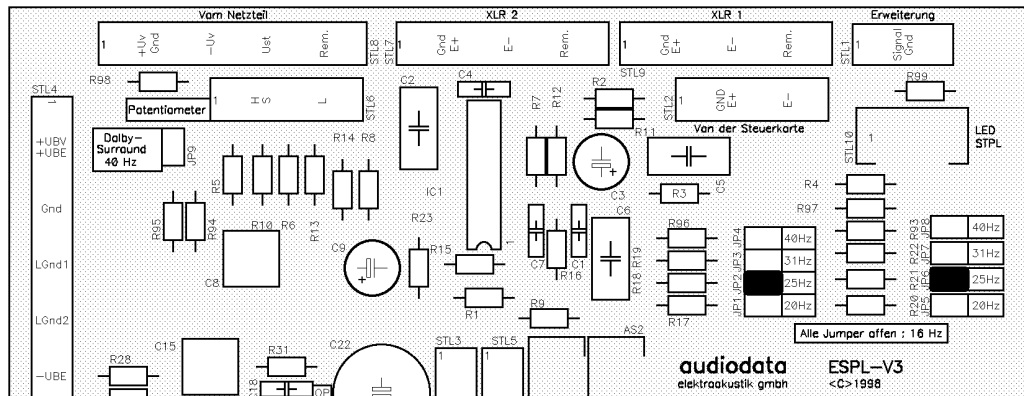 Vom Netzteil
XLR 2
XLR 1
Erweiterung
1
+Uv
Gnd
-Uv
Ust
Rem.
STL8
STL7
1
Gnd
E+
E-
Rem.
STL9
1
Gnd
E+
E-
Rem.
STL1
1
Signal
Gnd
R98
STL4
1
Potentiometer
1
H
S
L
STL6
C2
C4
R7
R12
R2
R11
STL2
1
GND
E+
E-
Von der Steuerkarte
R99
STL10
1
LED
STPL
+UBV
+UBE
Dolby-
Surround
40 Hz
JP9
R14
R8
R5
IC1
C3
R3
C5
R4
R97
Gnd
R95
R94
R10
R6
R13
R23
C6
R96
JP4
40Hz
R93
JP8
40Hz
LGnd1
C8
C9
R15
1
C7
R16
C1
R18
R19
JP3
31Hz
R22
JP7
31Hz
JP2
25Hz
R21
JP6
25Hz
R1
R9
R17
JP1
20Hz
R20
JP5
20Hz
LGnd2
AS2
Alle Jumper offen : 16 Hz
C15
R31
C22
STL3
STL5
-UBE
R28
C18
OP
audiodata
elektroakustik gmbh
ESPL-V3
<C>1998